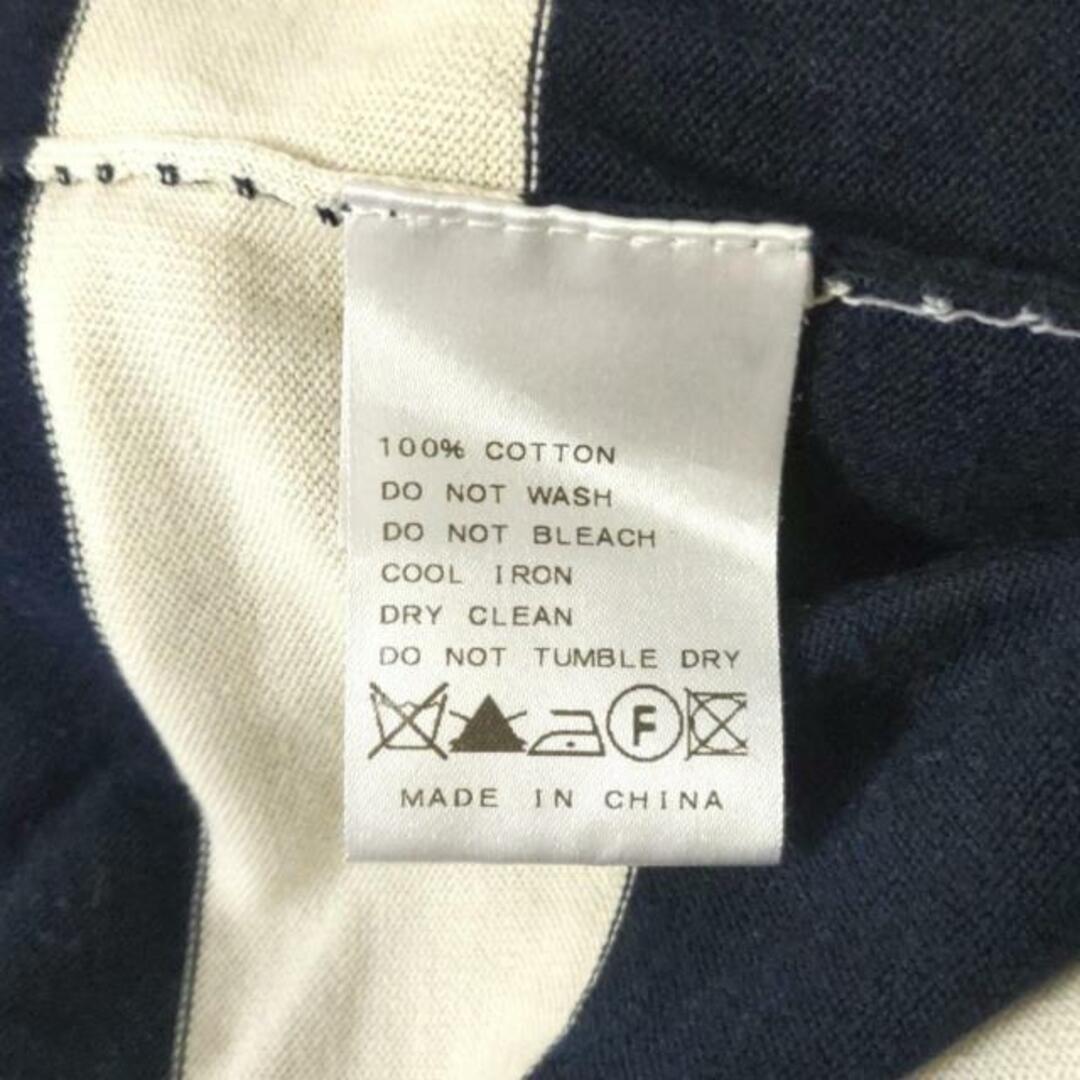 100% COTTON
DO NOT WASH
DO NOT BLEACH
COOL IRON
DRY CLEAN
DO NOT TUMBLE DRY
F
MADE IN CHINA